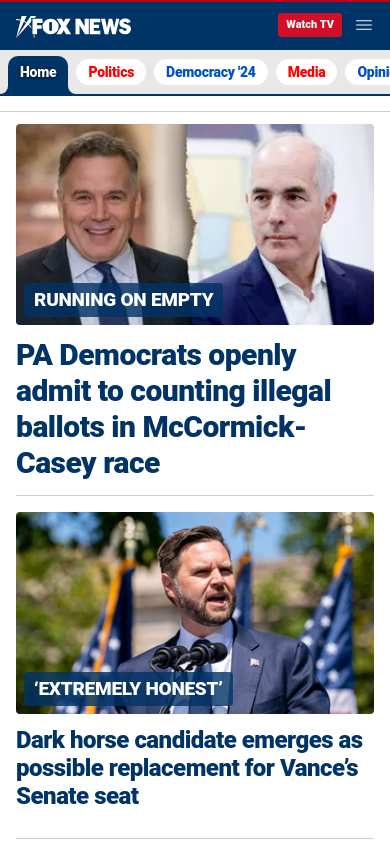 FOX NEWS
Watch TV
Home
Politics
Democracy '24
Media
Opini
RUNNING ON EMPTY
PA Democrats openly
admit to counting illegal
ballots in McCormick-
Casey race
‘EXTREMELY HONEST’
Dark horse candidate emerges as
possible replacement for Vance’s
Senate seat